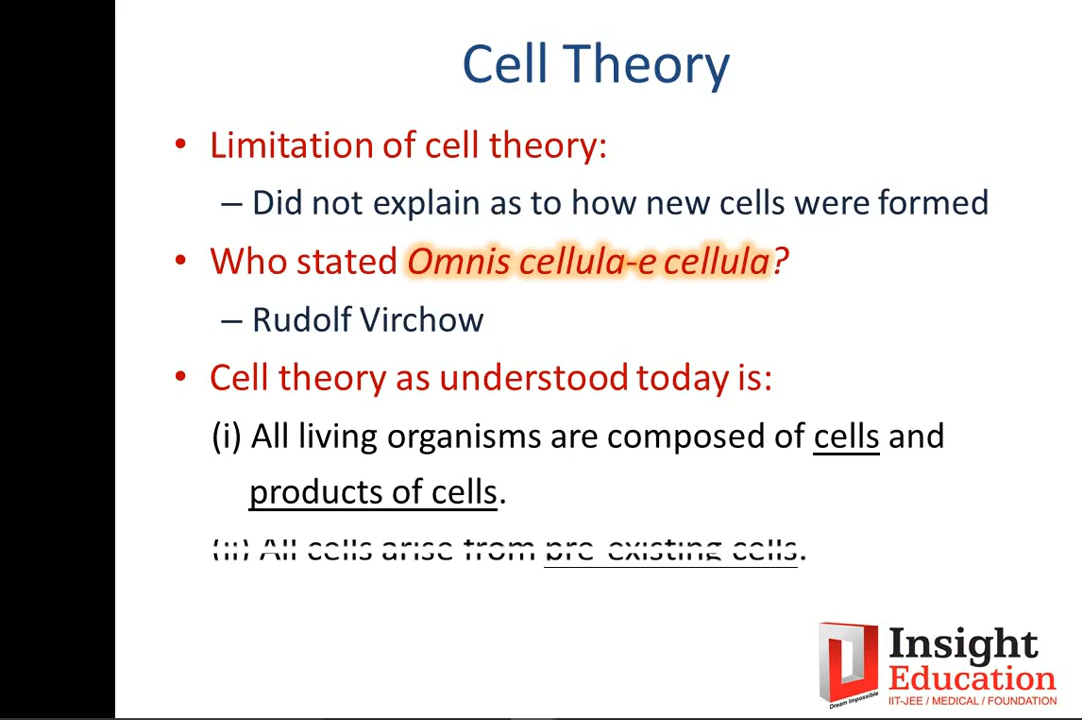 Cell Theory
• Limitation of cell theory:
– Did not explain as to how new cells were formed
• Who stated Omnis cellula-e cellula?
– Rudolf Virchow
• Cell theory as understood today is:
(i) All living organisms are composed of cells and
products of cells.
(ii) All cells arise from pre-existing cells.
Insight
Education
IIT-JEE / MEDICAL / FOUNDATION
Dream Impossible